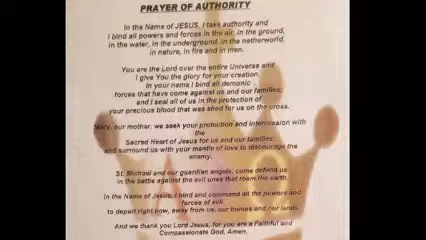 PRAYER OF AUTHORITY
In the Name of JESUS, I take authority and
I bind all powers and forces in the air, in the ground,
in the water, in the underground, in the netherworld,
in nature, in fire and in men.
You are the Lord over the entire Universe and
I give You the glory for your creation.
In your name I bind all demonic
forces that have come against us and our families;
and I seal all of us in the protection of
your precious blood that was shed for us on the cross.
Mary, our mother, we seek your protection and intercession with
the
Sacred Heart of Jesus for us and our families
and surround us with your mantle of love to discourage the
enemy.
St. Michael and our guardian angels, come defend us
in the battle against the evil ones that roam the earth.
In the Name of Jesus, I bind and command all the powers and
forces of evil
to depart right now, away from us, our homes and our lands.
And we thank you Lord Jesus, for you are a Faithful and
Compassionate God, Amen.